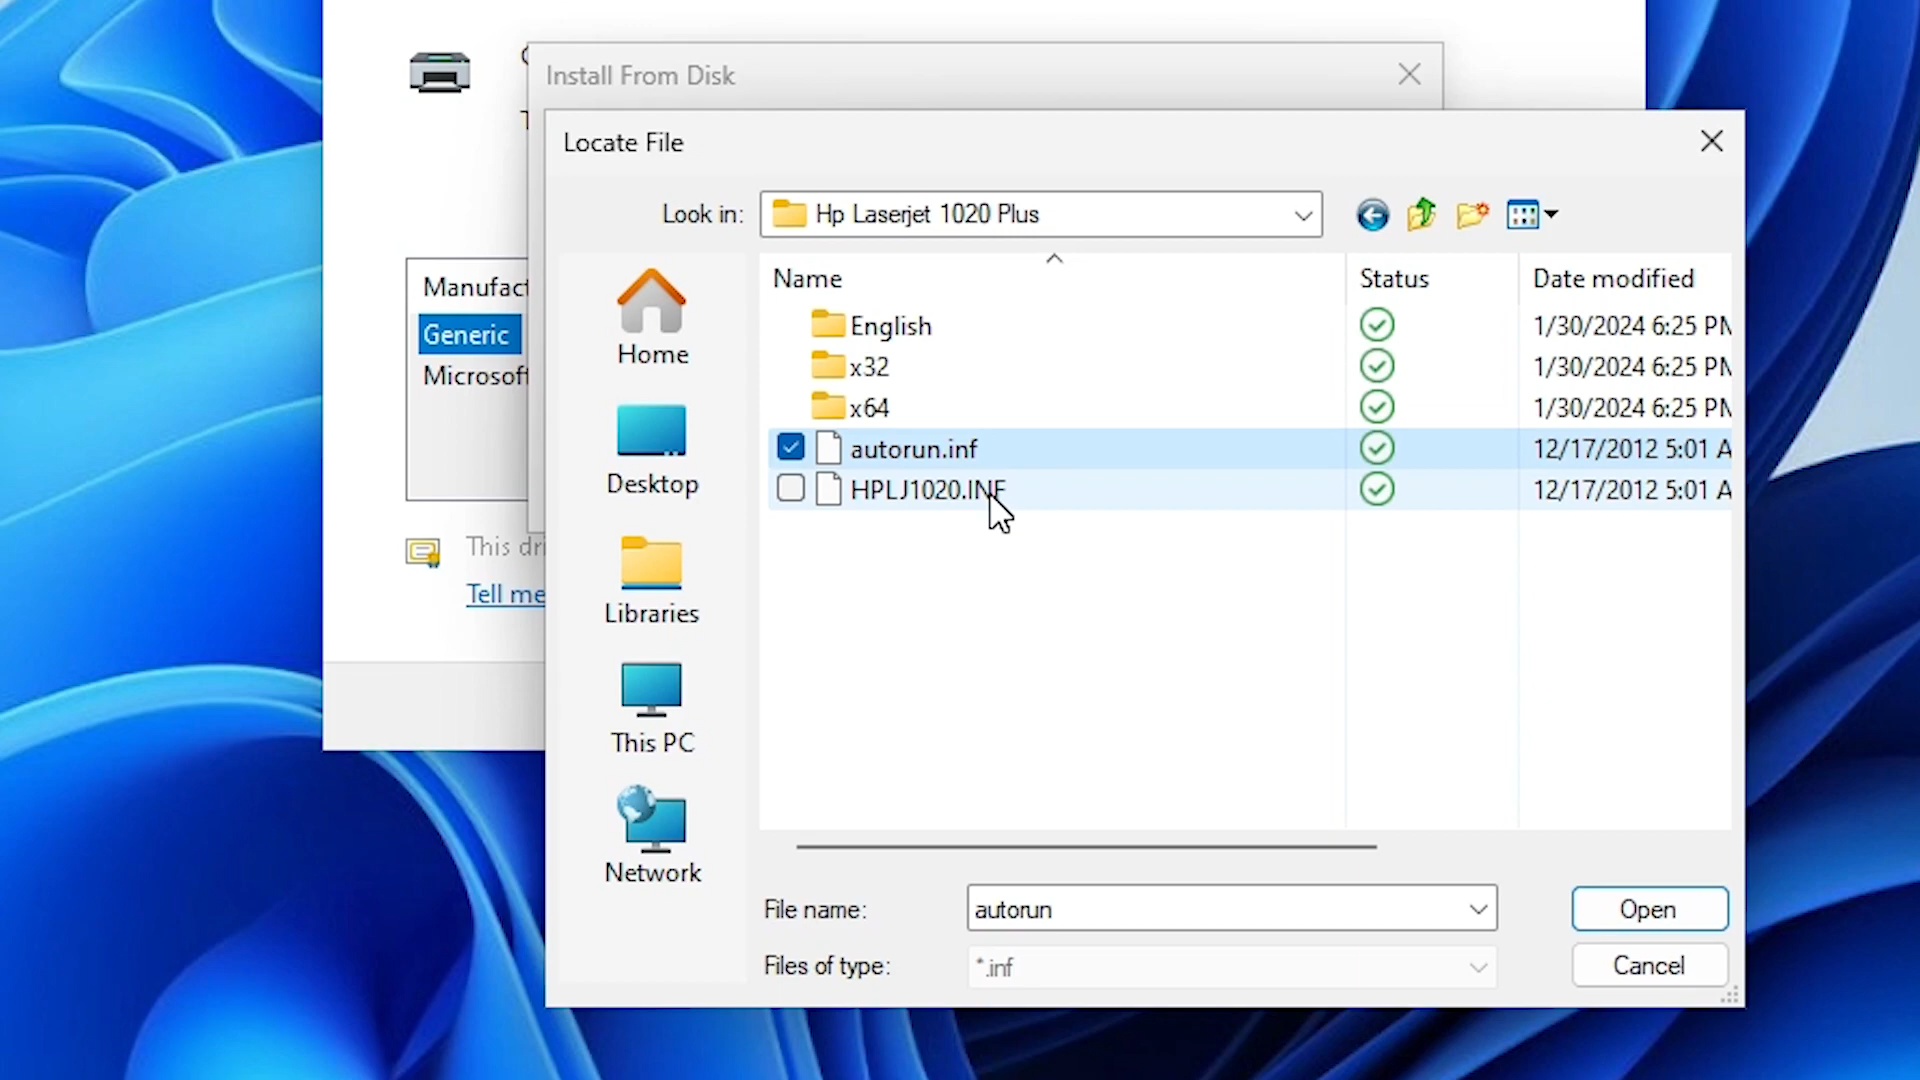 Install From Disk
Locate File
Look in: Hp Laserjet 1020 Plus
Manufact
Generic
Microsoft
This dri
Tell me
Home
Desktop
Libraries
This PC
Network
Name Status Date modified
English 1/30/2024 6:25 PM
x32 1/30/2024 6:25 PM
x64 1/30/2024 6:25 PM
autorun.inf 12/17/2012 5:01 A
HPLJ1020.INF 12/17/2012 5:01 A
File name: autorun Open
Files of type: *.inf Cancel